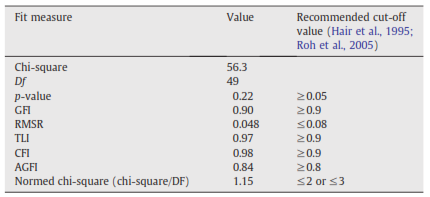 Fit measure Value Recommended cut-off
value (Hair et al., 1995;
Roh et al., 2005)
Chi-square 56.3
Df 49
p-value 0.22 ≥0.05
GFI 0.90 ≥0.9
RMSR 0.048 ≤0.08
TLI 0.97 ≥0.9
CFI 0.98 ≥0.9
AGFI 0.84 ≥0.8
Normed chi-square (chi-square/DF) 1.15 ≤2 or ≤3